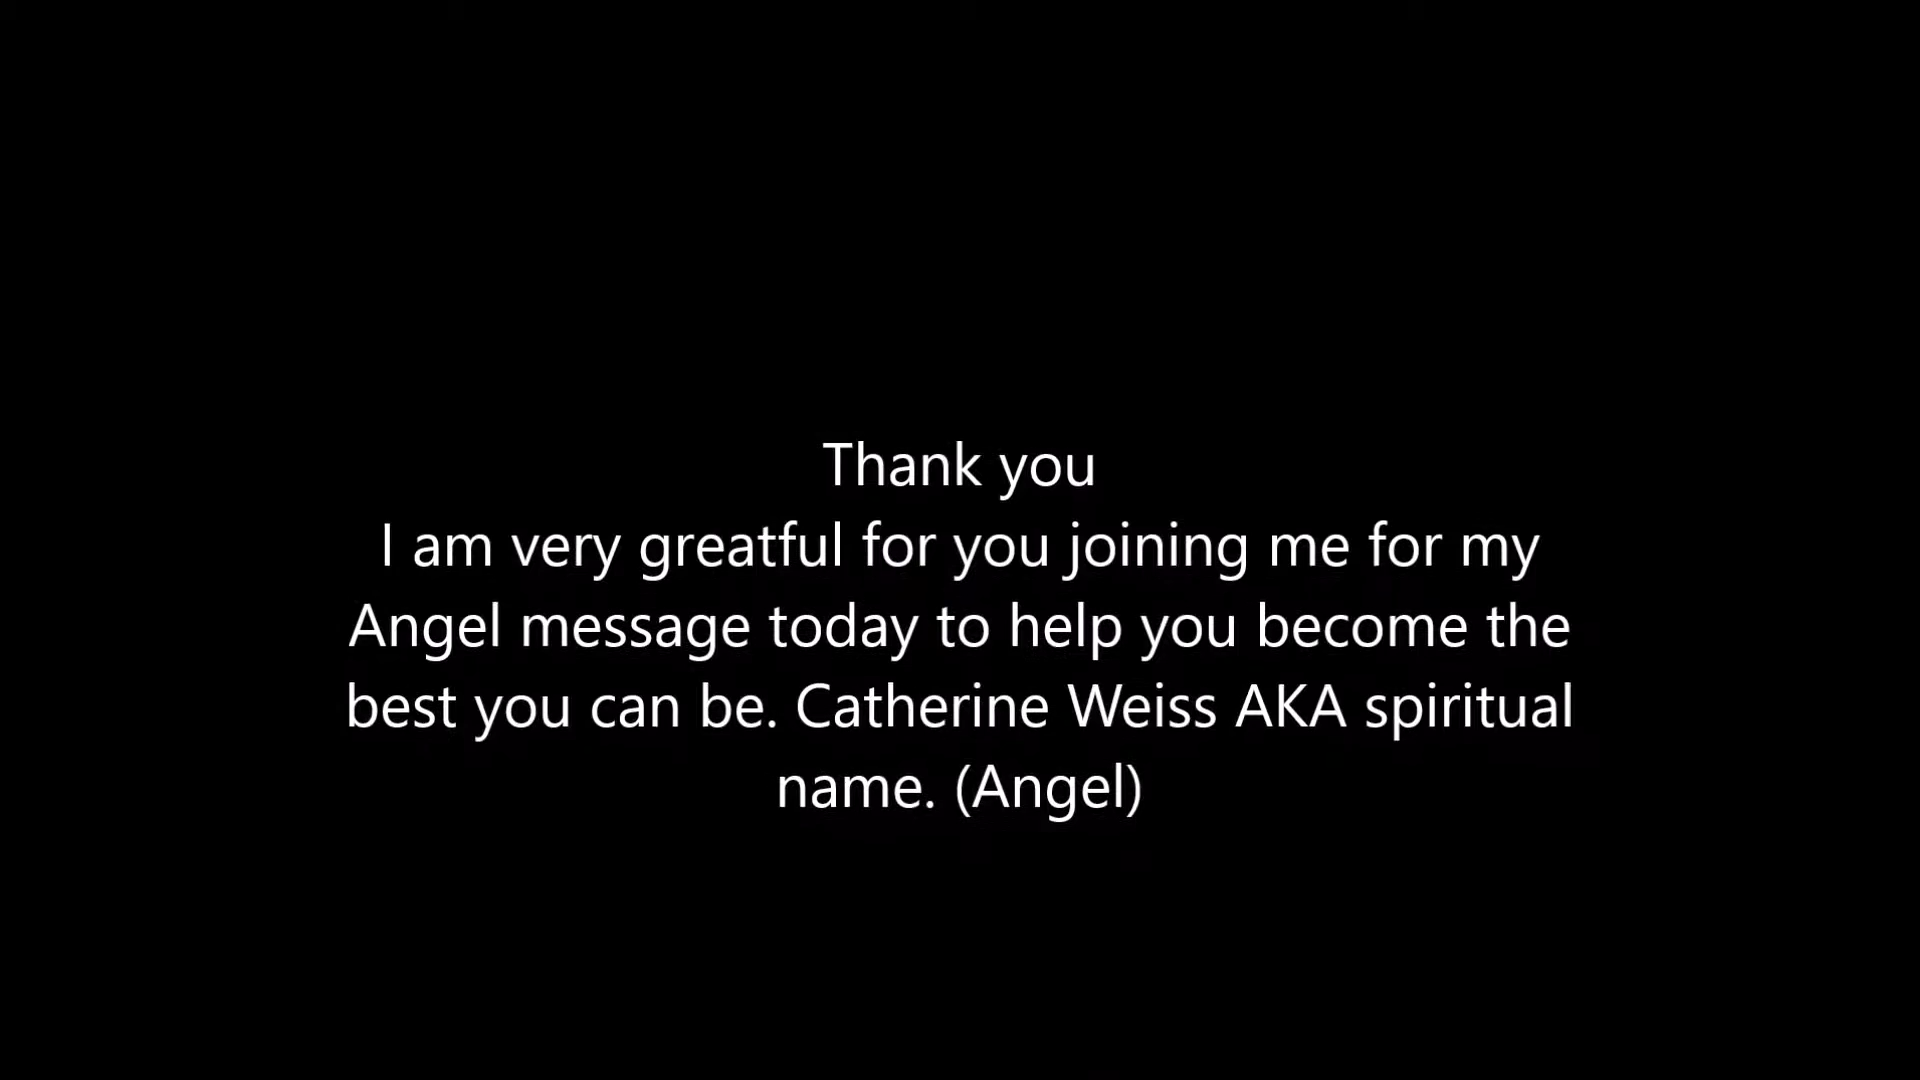 Thank you
I am very greatful for you joining me for my
Angel message today to help you become the
best you can be. Catherine Weiss AKA spiritual
name. (Angel)